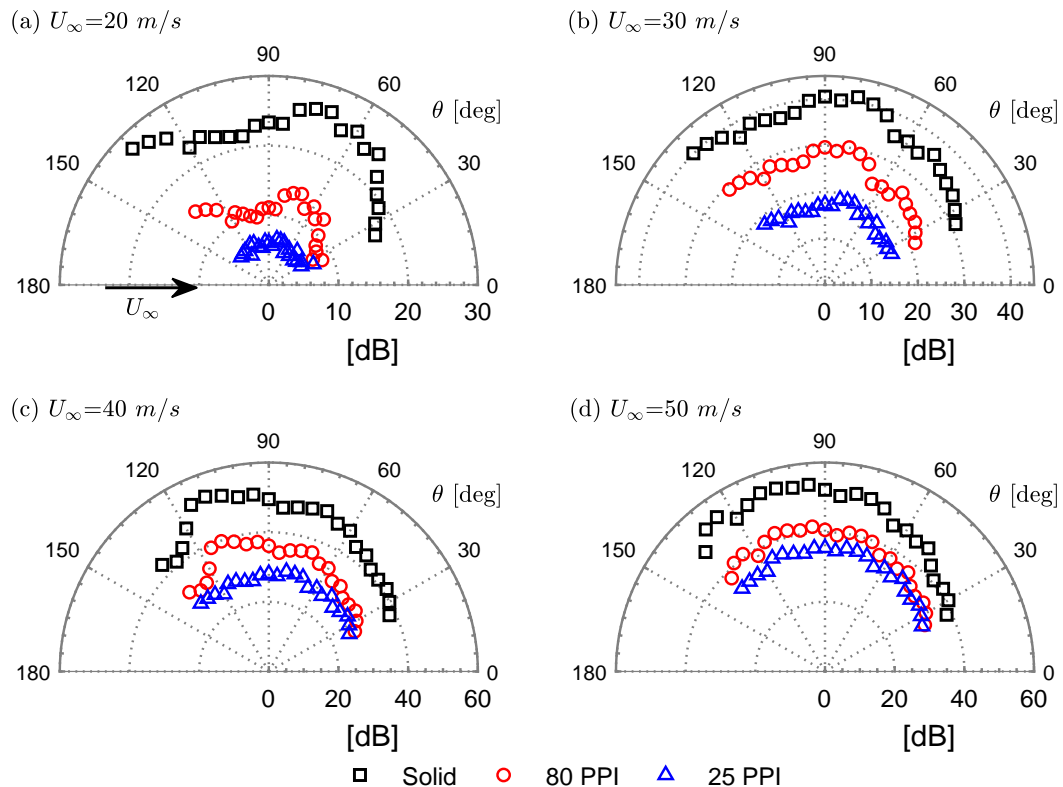 (a) U∞=20 m/s
90
120
60
θ [deg]
150
30
180
0
U∞
0 10 20 30
[dB]
(b) U∞=30 m/s
90
120
60
θ [deg]
150
30
180
0
0 10 20 30 40
[dB]
(c) U∞=40 m/s
90
120
60
θ [deg]
150
30
180
0
0 20 40 60
[dB]
(d) U∞=50 m/s
90
120
60
θ [deg]
150
30
180
0
0 20 40 60
[dB]
Solid 80 PPI 25 PPI